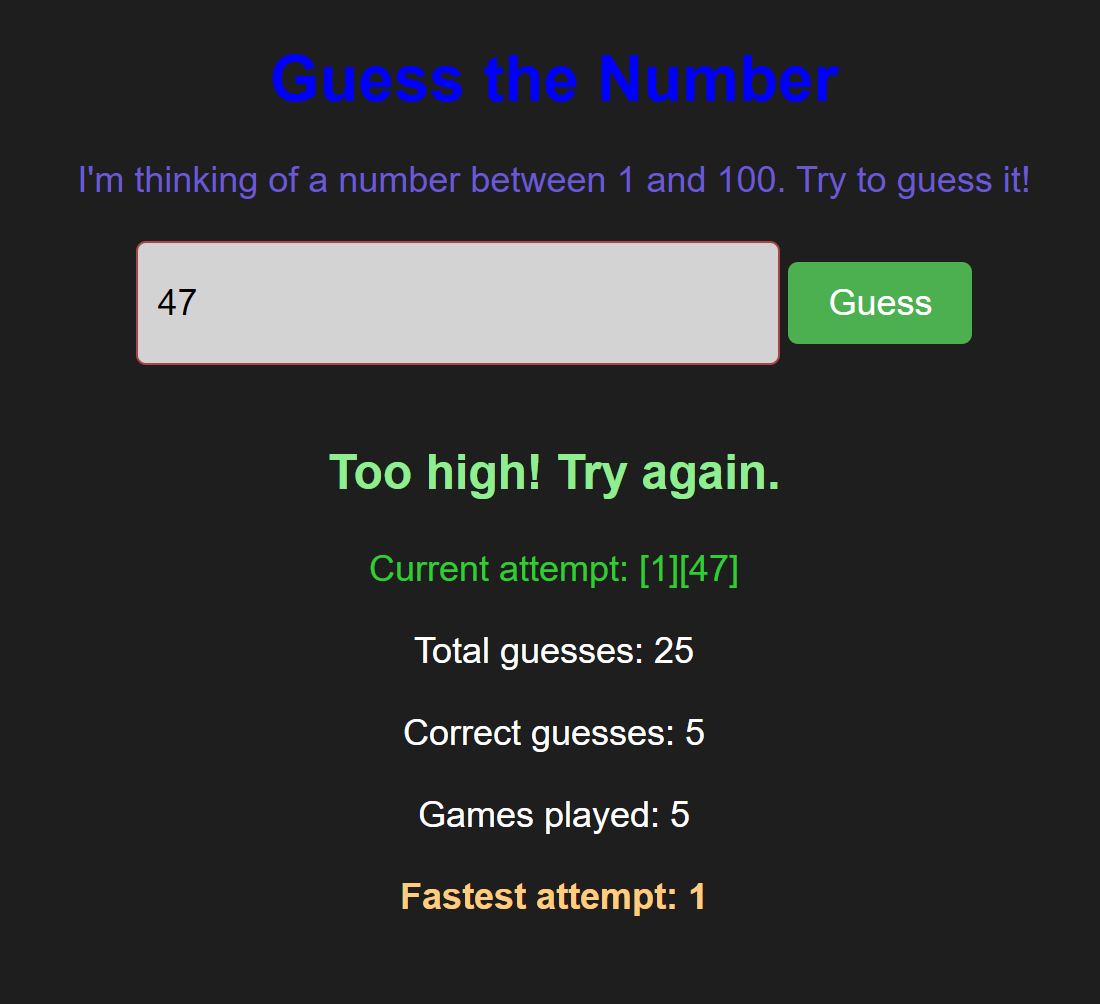 Guess the Number
I'm thinking of a number between 1 and 100. Try to guess it!
47 Guess
Too high! Try again.
Current attempt: [1][47]
Total guesses: 25
Correct guesses: 5
Games played: 5
Fastest attempt: 1